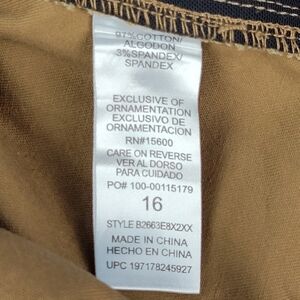 97%COTTON/
ALGODON
3%SPANDEX/
SPANDEX
EXCLUSIVE OF
ORNAMENTATION
EXCLUSIVO DE
ORNAMENTACION
RN#15600
CARE ON REVERSE
VER AL DORSO
PARA CUIDADO
PO# 100-00115179
16
STYLE B2663E8X2XX
MADE IN CHINA
HECHO EN CHINA
UPC 197178245927